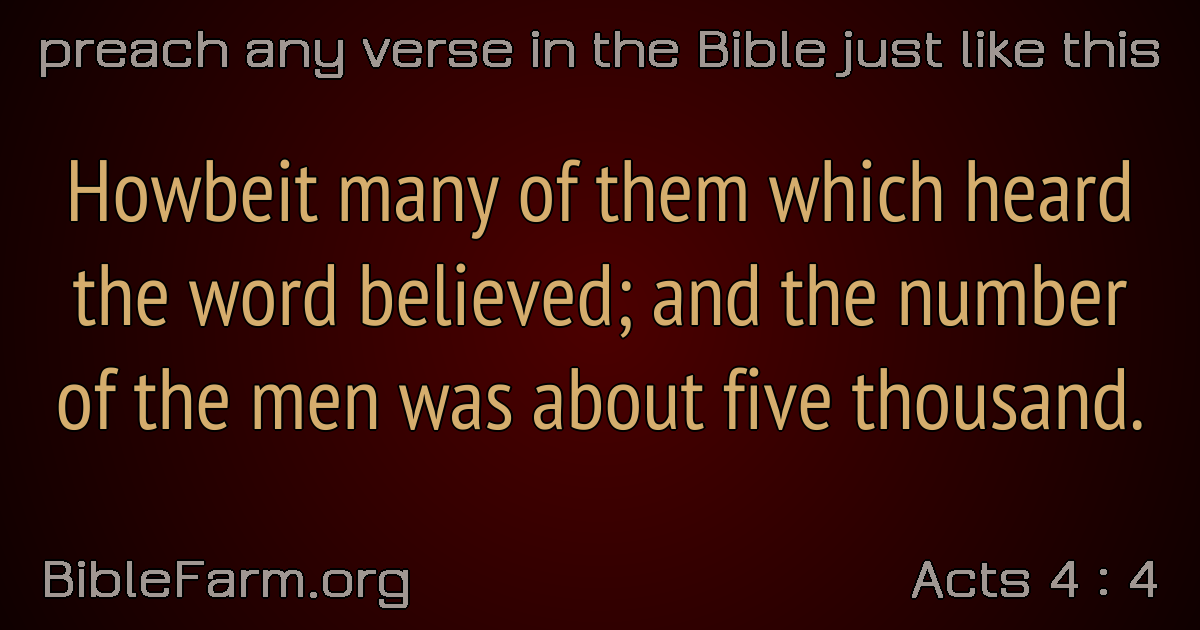 preach any verse in the Bible just like this
Howbeit many of them which heard
the word believed; and the number
of the men was about five thousand.
BibleFarm.org
Acts 4 : 4